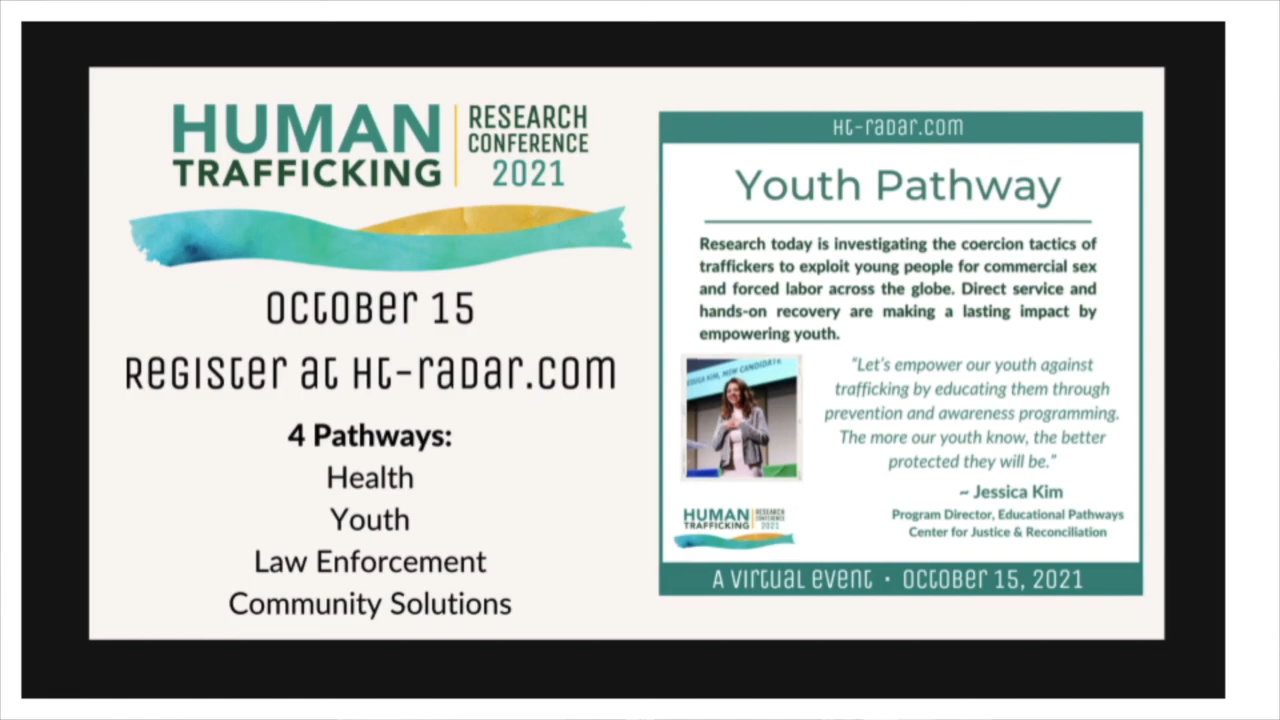 HUMAN
TRAFFICKING
RESEARCH
CONFERENCE
2021
October 15
Register at ht-radar.com
4 Pathways:
Health
Youth
Law Enforcement
Community Solutions
ht-radar.com
Youth Pathway
Research today is investigating the coercion tactics of
traffickers to exploit young people for commercial sex
and forced labor across the globe. Direct service and
hands-on recovery are making a lasting impact by
empowering youth.
"Let's empower our youth against
trafficking by educating them through
prevention and awareness programming.
The more our youth know, the better
protected they will be."
~ Jessica Kim
Program Director, Educational Pathways
Center for Justice & Reconciliation
HUMAN
TRAFFICKING
RESEARCH
CONFERENCE
2021
A virtual event • October 15, 2021